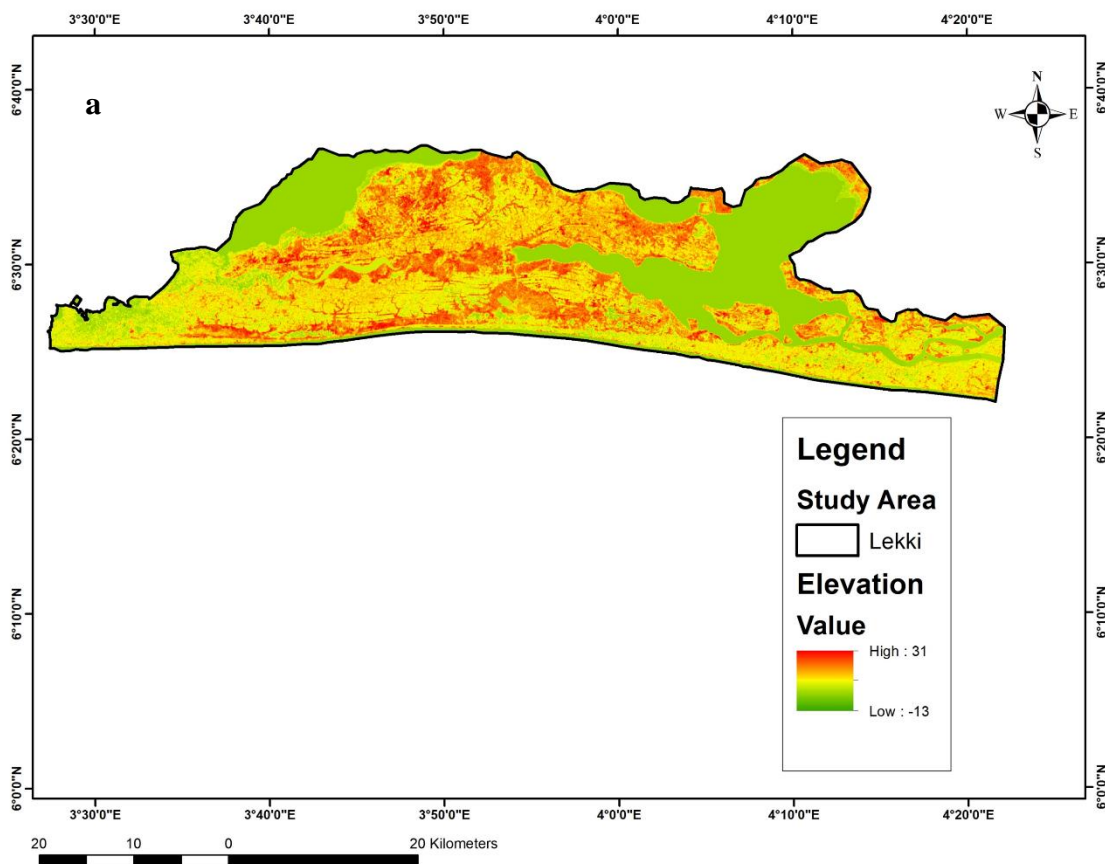 3°30'0"E 3°40'0"E 3°50'0"E 4°0'0"E 4°10'0"E 4°20'0"E
6°40'0"N 6°40'0"N
a
N
W E
S
6°30'0"N 6°30'0"N
6°20'0"N 6°20'0"N
Legend
Study Area
Lekki
Elevation
Value
High : 31
Low : -13
6°10'0"N 6°10'0"N
6°0'0"N 6°0'0"N
3°30'0"E 3°40'0"E 3°50'0"E 4°0'0"E 4°10'0"E 4°20'0"E
20 10 0 20 Kilometers